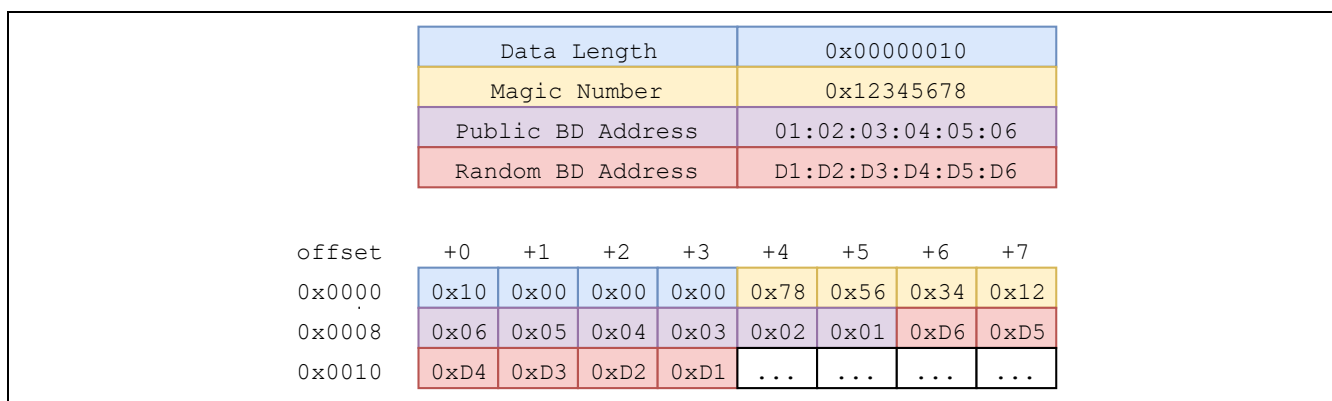 Data Length 0x00000010
Magic Number 0x12345678
Public BD Address 01:02:03:04:05:06
Random BD Address D1:D2:D3:D4:D5:D6
offset +0 +1 +2 +3 +4 +5 +6 +7
0x0000 0x10 0x00 0x00 0x00 0x78 0x56 0x34 0x12
0x0008 0x06 0x05 0x04 0x03 0x02 0x01 0xD6 0xD5
0x0010 0xD4 0xD3 0xD2 0xD1 ... ... ... ...